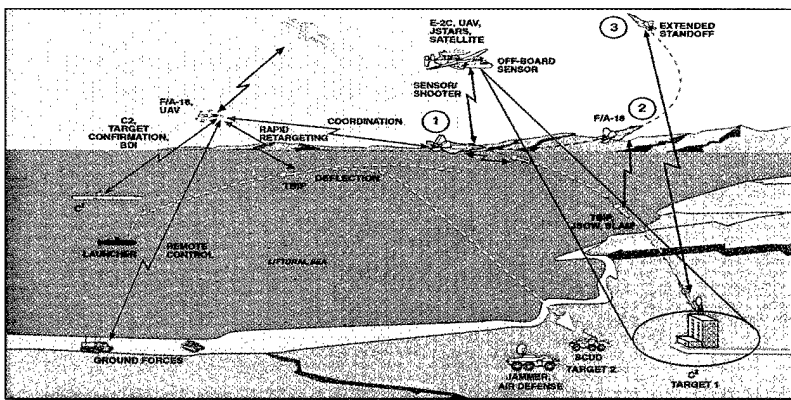 E-2C, UAV,
JSTARS,
SATELLITE
3
EXTENDED
STANDOFF
OFF-BOARD
SENSOR
SENSOR/
SHOOTER
F/A-18,
UAV
C2,
TARGET
CONFIRMATION,
BDI
COORDINATION
RAPID
RETARGETING
1
F/A-18
2
DEFLECTION
TBIP
C²
TBIP,
JSOW, SLAM
LAUNCHER
REMOTE
CONTROL
LITTORAL SEA
GROUND FORCES
SCUD
TARGET 2
JAMMER,
AIR DEFENSE
C²
TARGET 1